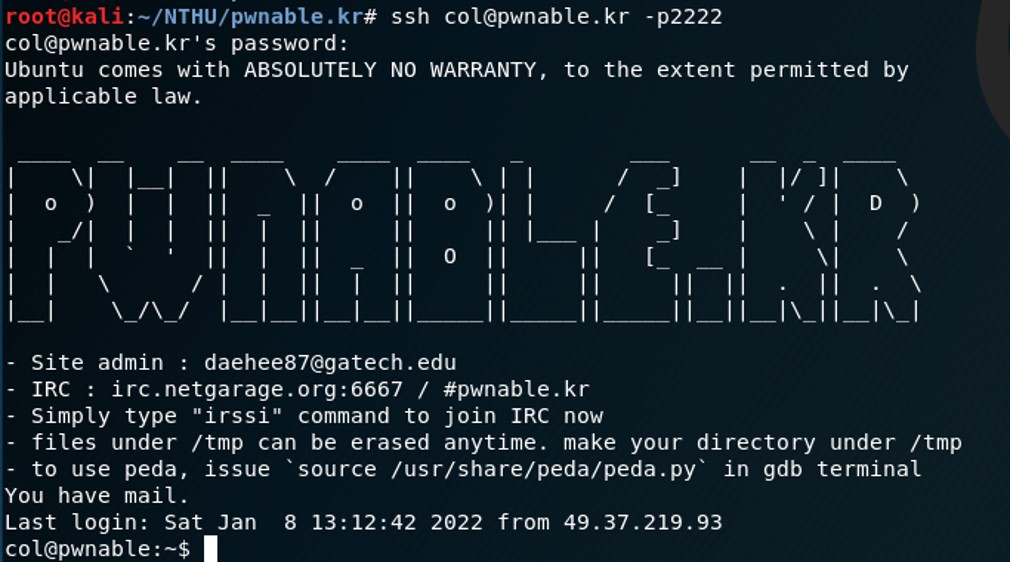 root@kali:~/NTHU/pwnable.kr# ssh col@pwnable.kr -p2222
col@pwnable.kr's password:
Ubuntu comes with ABSOLUTELY NO WARRANTY, to the extent permitted by
applicable law.
PWNABLE.KR
- Site admin : daehee87@gatech.edu
- IRC : irc.netgarage.org:6667 / #pwnable.kr
- Simply type "irssi" command to join IRC now
- files under /tmp can be erased anytime. make your directory under /tmp
- to use peda, issue `source /usr/share/peda/peda.py` in gdb terminal
You have mail.
Last login: Sat Jan  8 13:12:42 2022 from 49.37.219.93
col@pwnable:~$